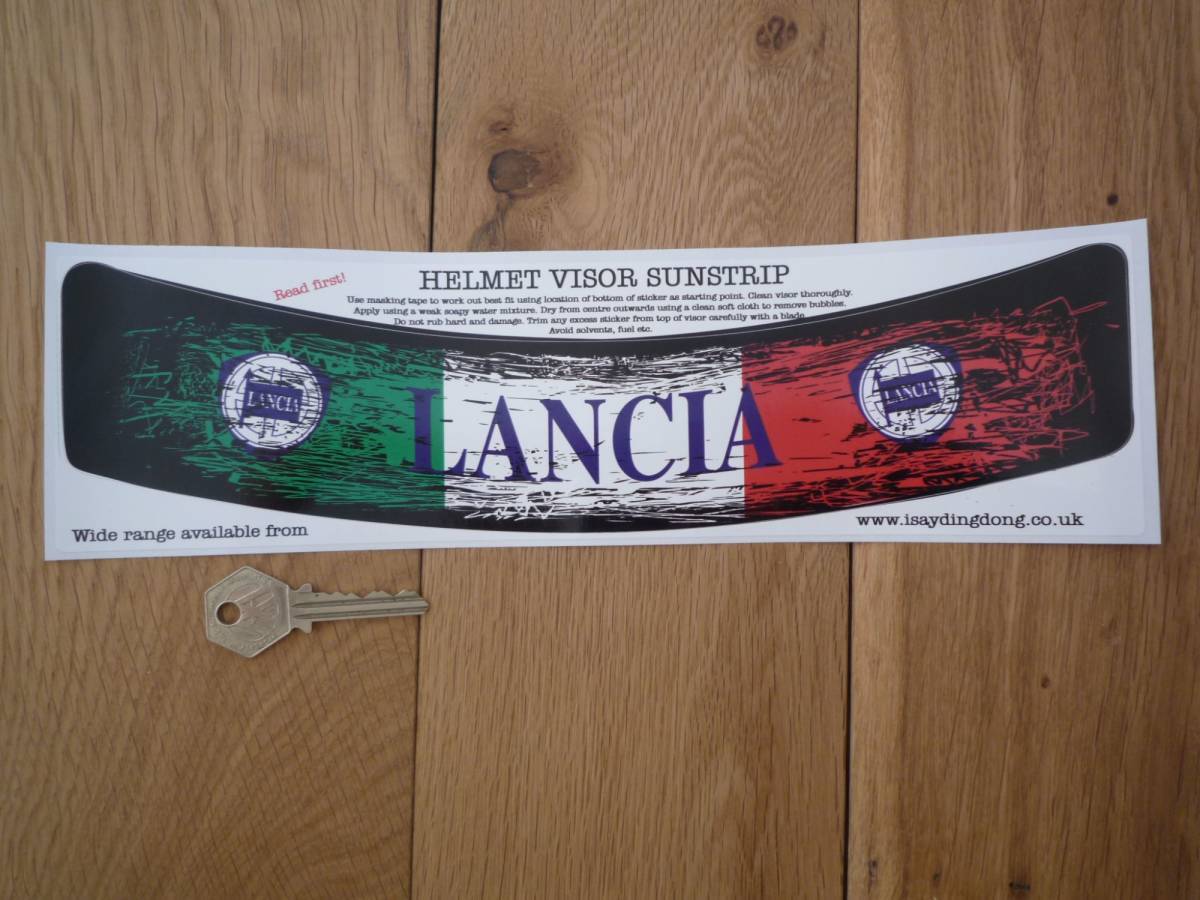 Read first!
HELMET VISOR SUNSTRIP
Use masking tape to work out best fit using location of bottom of sticker as starting point. Clean visor thoroughly.
Apply using a weak soapy water mixture. Dry from centre outwards using a clean soft cloth to remove bubbles.
Do not rub hard and damage. Trim any excess sticker from top of visor carefully with a blade
Avoid solvents, fuel etc.
LANCIA
LANCIA
LANCIA
Wide range available from
www.isaydingdong.co.uk